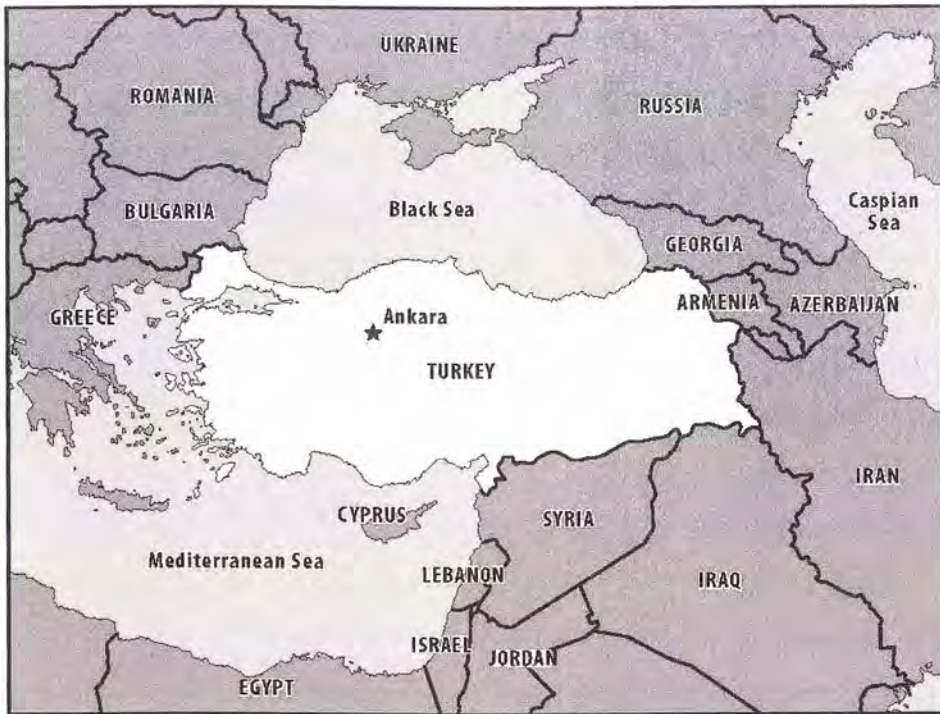 UKRAINE
ROMANIA
RUSSIA
BULGARIA
Black Sea
Caspian
Sea
GEORGIA
GREECE
Ankara
ARMENIA
AZERBAIJAN
TURKEY
IRAN
CYPRUS
SYRIA
Mediterranean Sea
LEBANON
IRAQ
ISRAEL
JORDAN
EGYPT